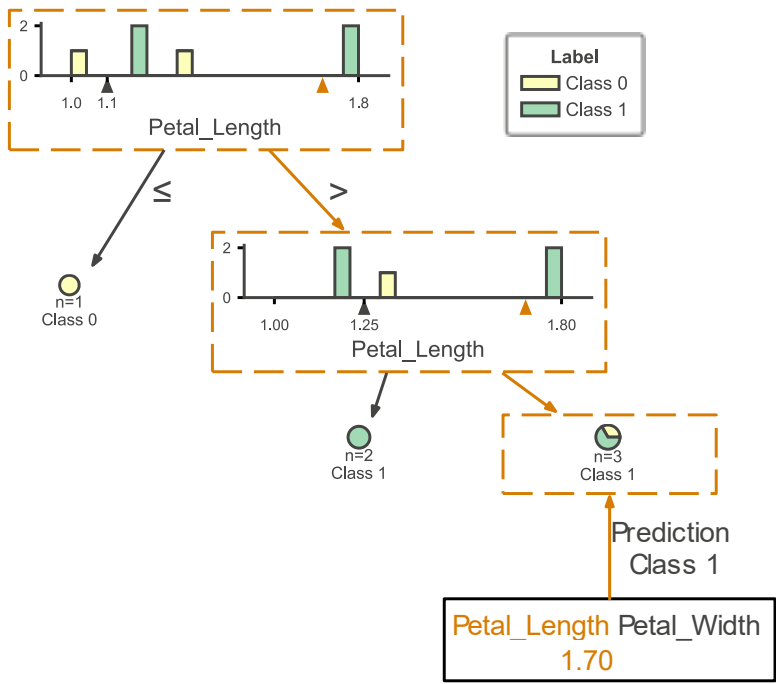 2
0
1.0
1.1
1.8
Petal_Length
Label
Class 0
Class 1
≤
>
n=1
Class 0
2
0
1.00
1.25
1.80
Petal_Length
n=2
Class 1
n=3
Class 1
Prediction
Class 1
Petal_Length Petal_Width
1.70